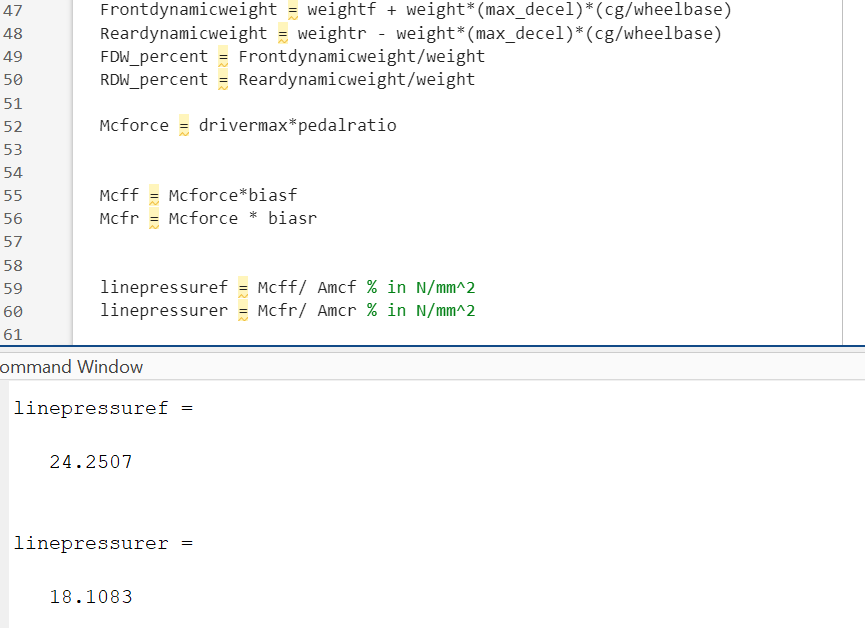 47 Frontdynamicweight = weightf + weight*(max_decel)*(cg/wheelbase)
48 Reardynamicweight = weightr - weight*(max_decel)*(cg/wheelbase)
49 FDW_percent = Frontdynamicweight/weight
50 RDW_percent = Reardynamicweight/weight
51
52 Mcforce = drivermax*pedalratio
53
54
55 Mcff = Mcforce*biasf
56 Mcfr = Mcforce * biasr
57
58
59 linepressuref = Mcff/ Amcf % in N/mm^2
60 linepressurer = Mcfr/ Amcr % in N/mm^2
61
ommand Window
linepressuref =
24.2507
linepressurer =
18.1083